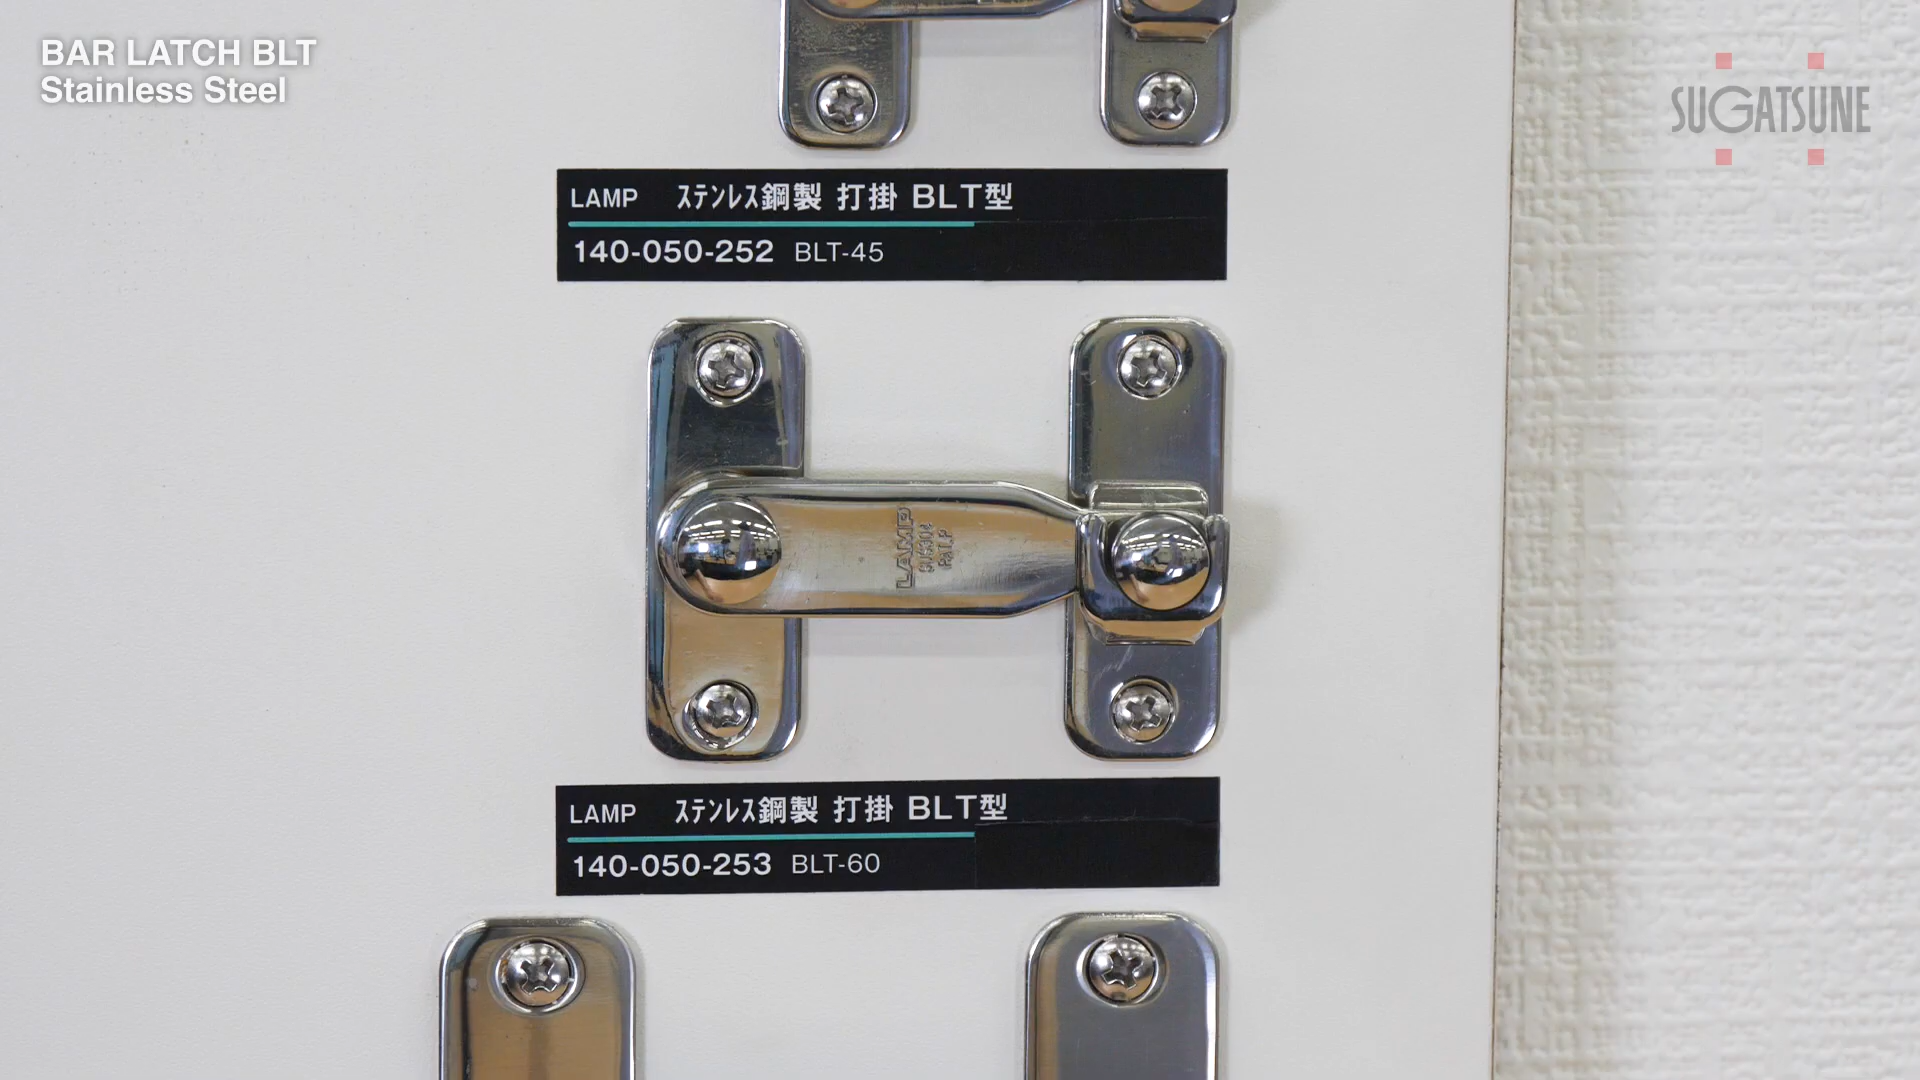 BAR LATCH BLT
Stainless Steel
SUGATSUNE
LAMP ステンレス鋼製 打掛 BLT型
140-050-252 BLT-45
LAMP
SUS304
PAT.P
LAMP ステンレス鋼製 打掛 BLT型
140-050-253 BLT-60